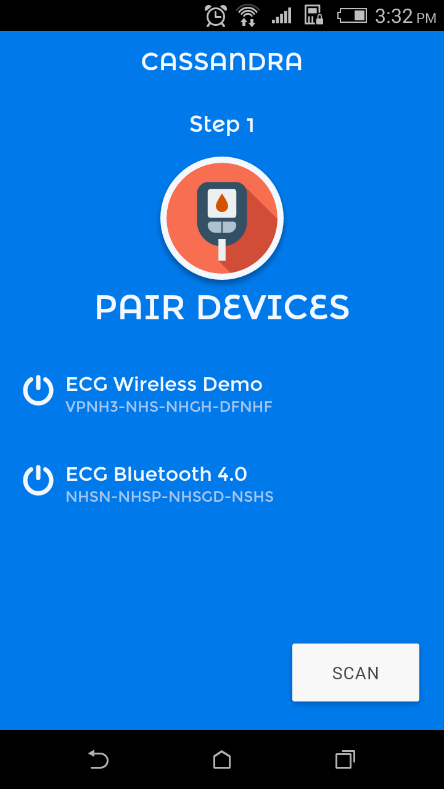 3:32 PM
CASSANDRA
Step 1
PAIR DEVICES
ECG Wireless Demo
VPNH3-NHS-NHGH-DFNHF
ECG Bluetooth 4.0
NHSN-NHSP-NHSGD-NSHS
SCAN